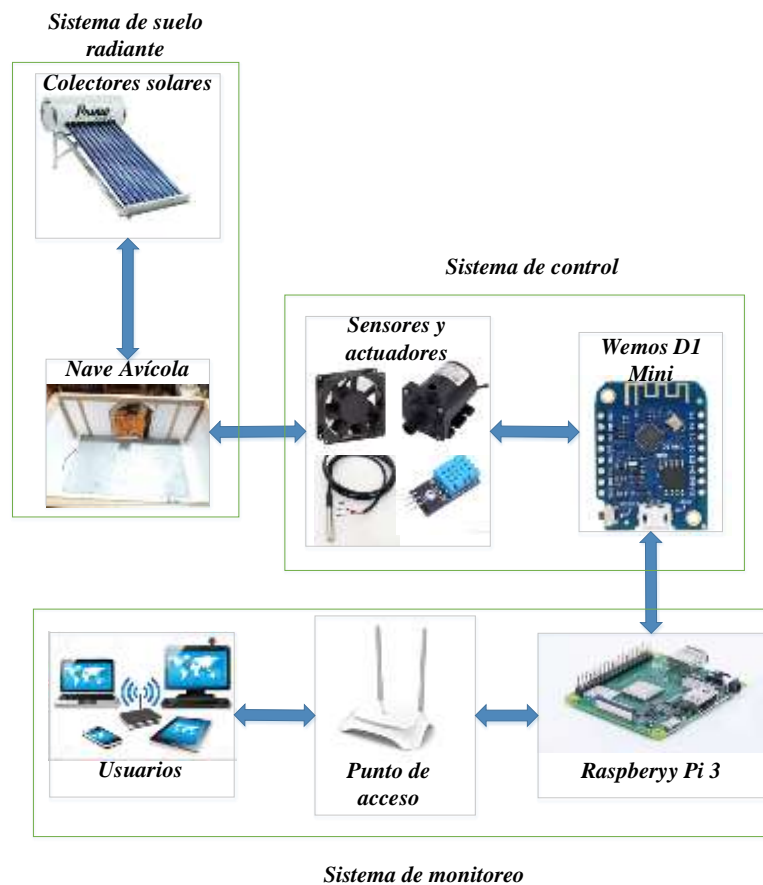 Sistema de suelo
radiante
Colectores solares
Sistema de control
Nave Avícola
Sensores y
actuadores
Wemos D1
Mini
Usuarios
Punto de
acceso
Raspberyy Pi 3
Sistema de monitoreo